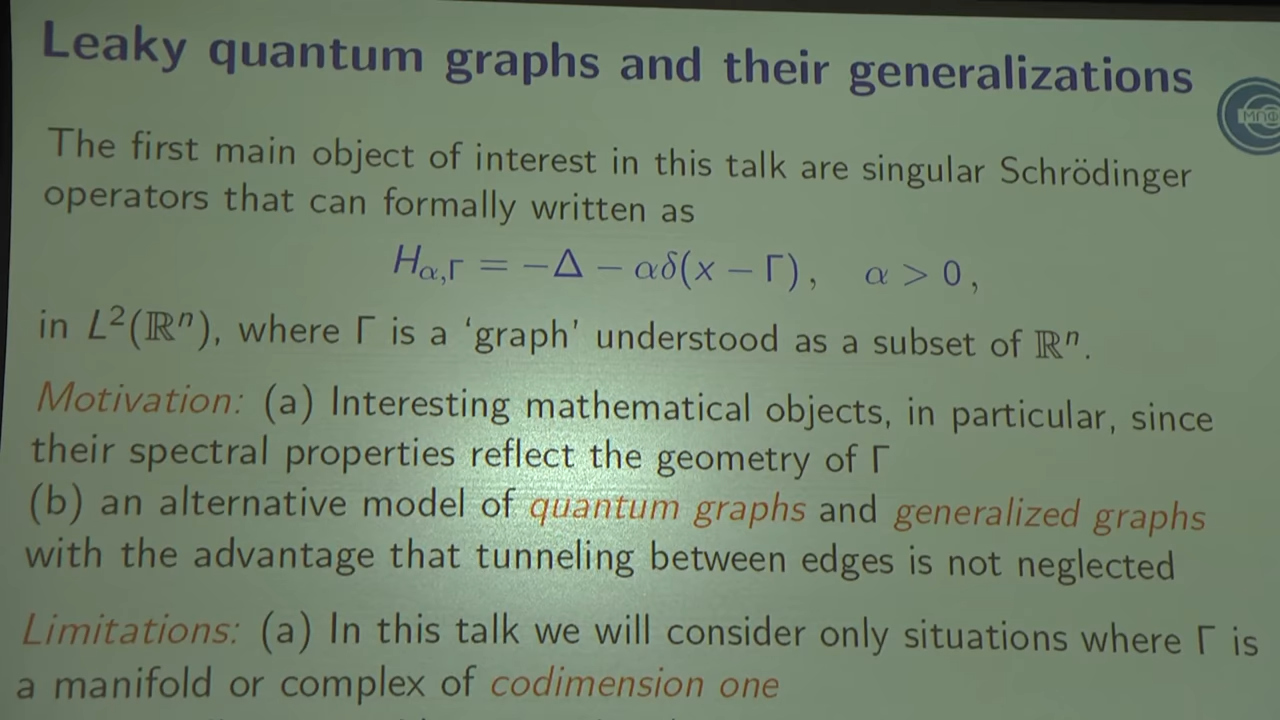 Leaky quantum graphs and their generalizations
МПФ
The first main object of interest in this talk are singular Schrödinger
operators that can formally written as
H_{α,Γ} = −Δ − αδ(x − Γ), α > 0,
in L²(ℝⁿ), where Γ is a ‘graph’ understood as a subset of ℝⁿ.
Motivation: (a) Interesting mathematical objects, in particular, since
their spectral properties reflect the geometry of Γ
(b) an alternative model of quantum graphs and generalized graphs
with the advantage that tunneling between edges is not neglected
Limitations: (a) In this talk we will consider only situations where Γ is
a manifold or complex of codimension one